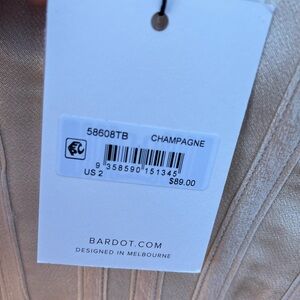 58608TB CHAMPAGNE
9 358590 151345
US 2 $89.00
BARDOT.COM
DESIGNED IN MELBOURNE